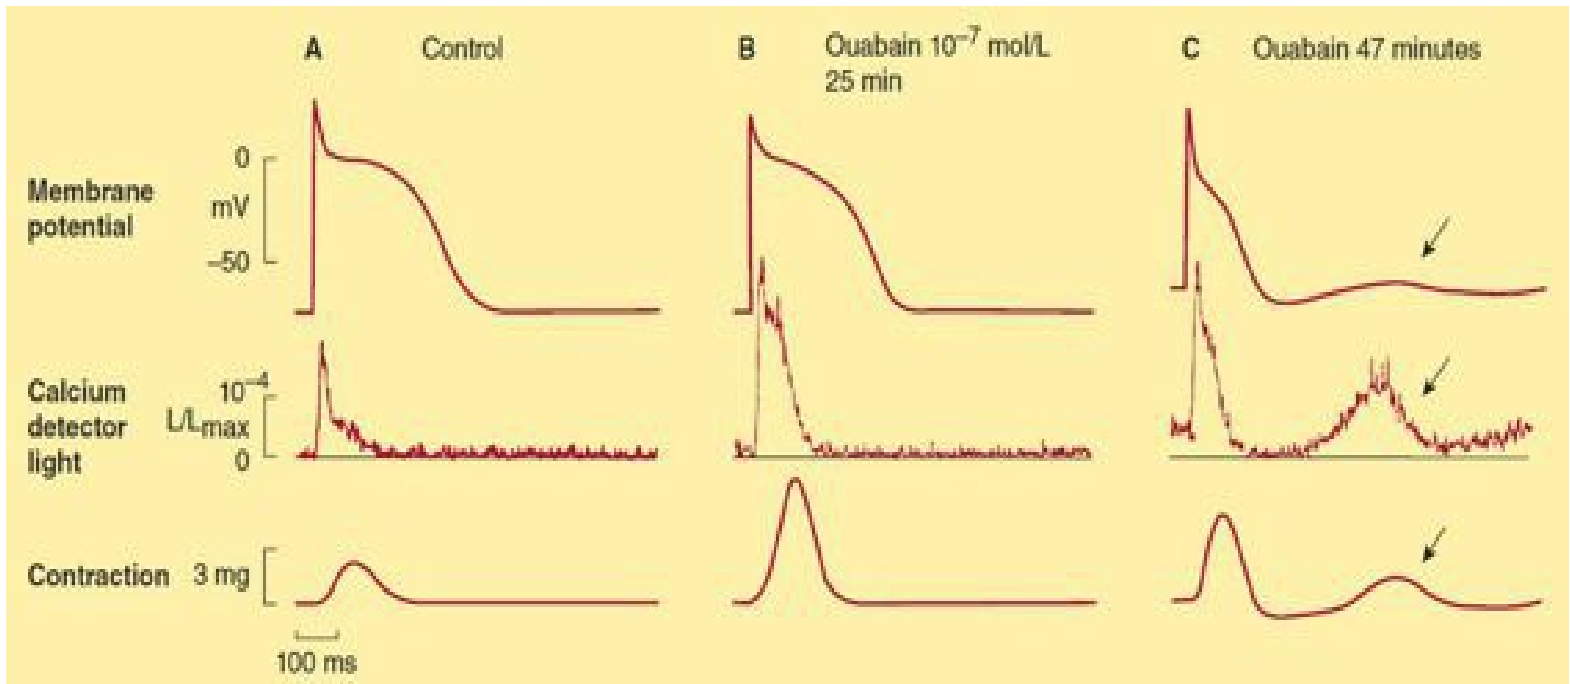 A Control
B Ouabain 10⁻⁷ mol/L
25 min
C Ouabain 47 minutes
Membrane
potential
0
mV
–50
Calcium
detector
light
10⁻⁴
L/Lmax
0
Contraction 3 mg
100 ms